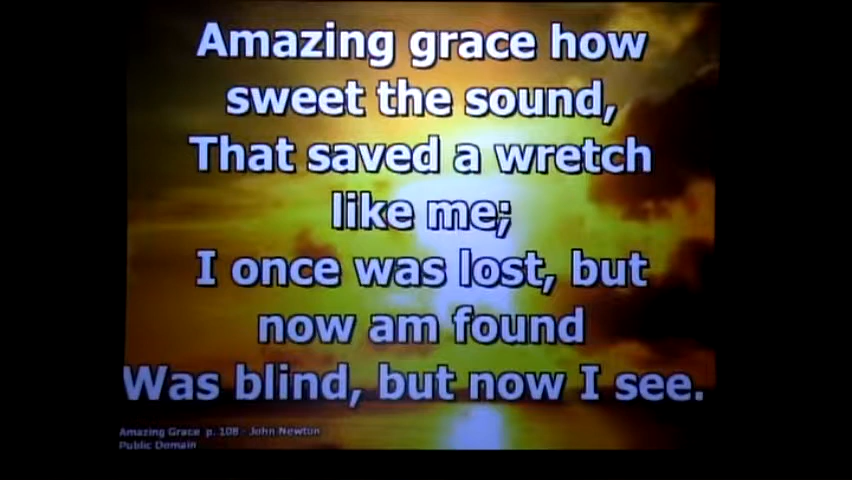 Amazing grace how
sweet the sound,
That saved a wretch
like me;
I once was lost, but
now am found
Was blind, but now I see.
Amazing Grace p. 108 - John Newton
Public Domain